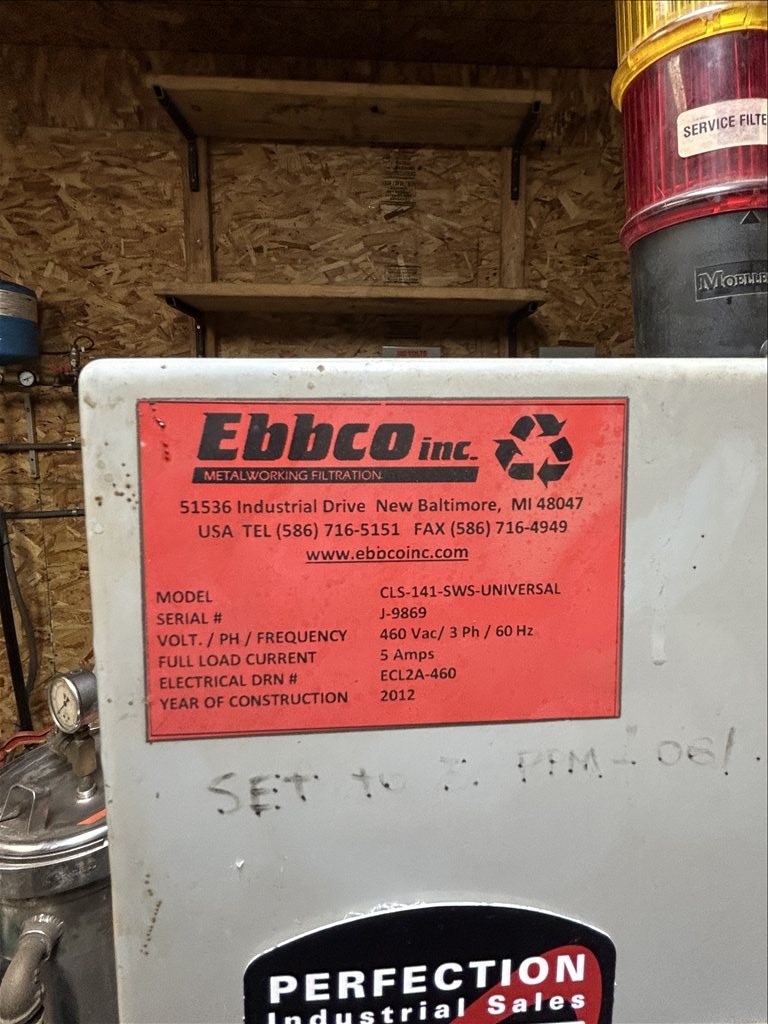 SERVICE FILTE
MOELLE
Ebbco inc.
METALWORKING FILTRATION
51536 Industrial Drive New Baltimore, MI 48047
USA TEL (586) 716-5151 FAX (586) 716-4949
www.ebbcoinc.com
MODEL CLS-141-SWS-UNIVERSAL
SERIAL # J-9869
VOLT. / PH / FREQUENCY 460 Vac/ 3 Ph / 60 Hz
FULL LOAD CURRENT 5 Amps
ELECTRICAL DRN # ECL2A-460
YEAR OF CONSTRUCTION 2012
SET to 3 PPM - 06/
PERFECTION
Industrial Sales